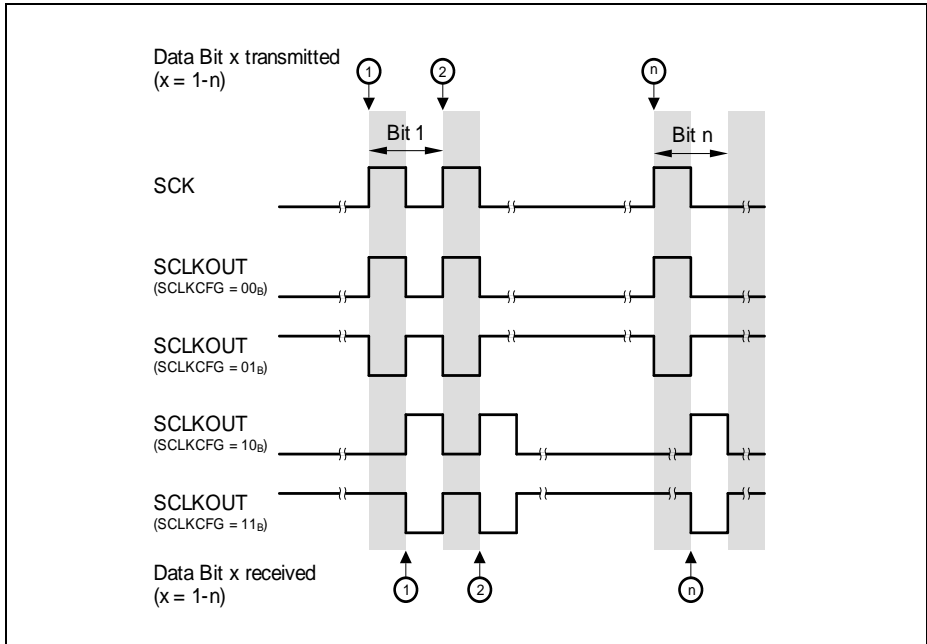 Data Bit x transmitted
(x = 1-n)
1
2
n
Bit 1
Bit n
SCK
SCLKOUT
(SCLKCFG = 00B)
SCLKOUT
(SCLKCFG = 01B)
SCLKOUT
(SCLKCFG = 10B)
SCLKOUT
(SCLKCFG = 11B)
Data Bit x received
(x = 1-n)
1
2
n